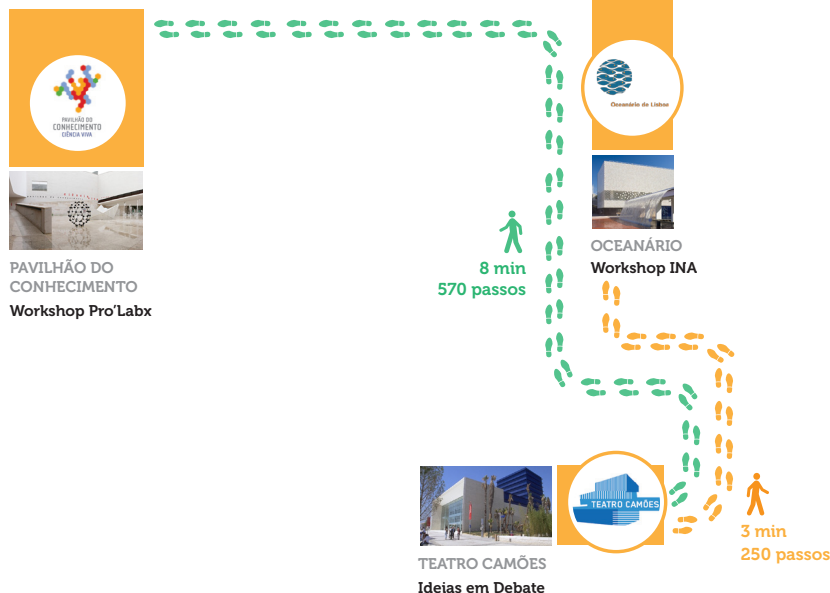 PAVILHÃO DO
CONHECIMENTO
CIÊNCIA VIVA
PAVILHÃO DO
CONHECIMENTO
Workshop Pro'Labx
Oceanário de Lisboa
OCEANÁRIO
Workshop INA
8 min
570 passos
TEATRO CAMÕES
TEATRO CAMÕES
Ideias em Debate
3 min
250 passos